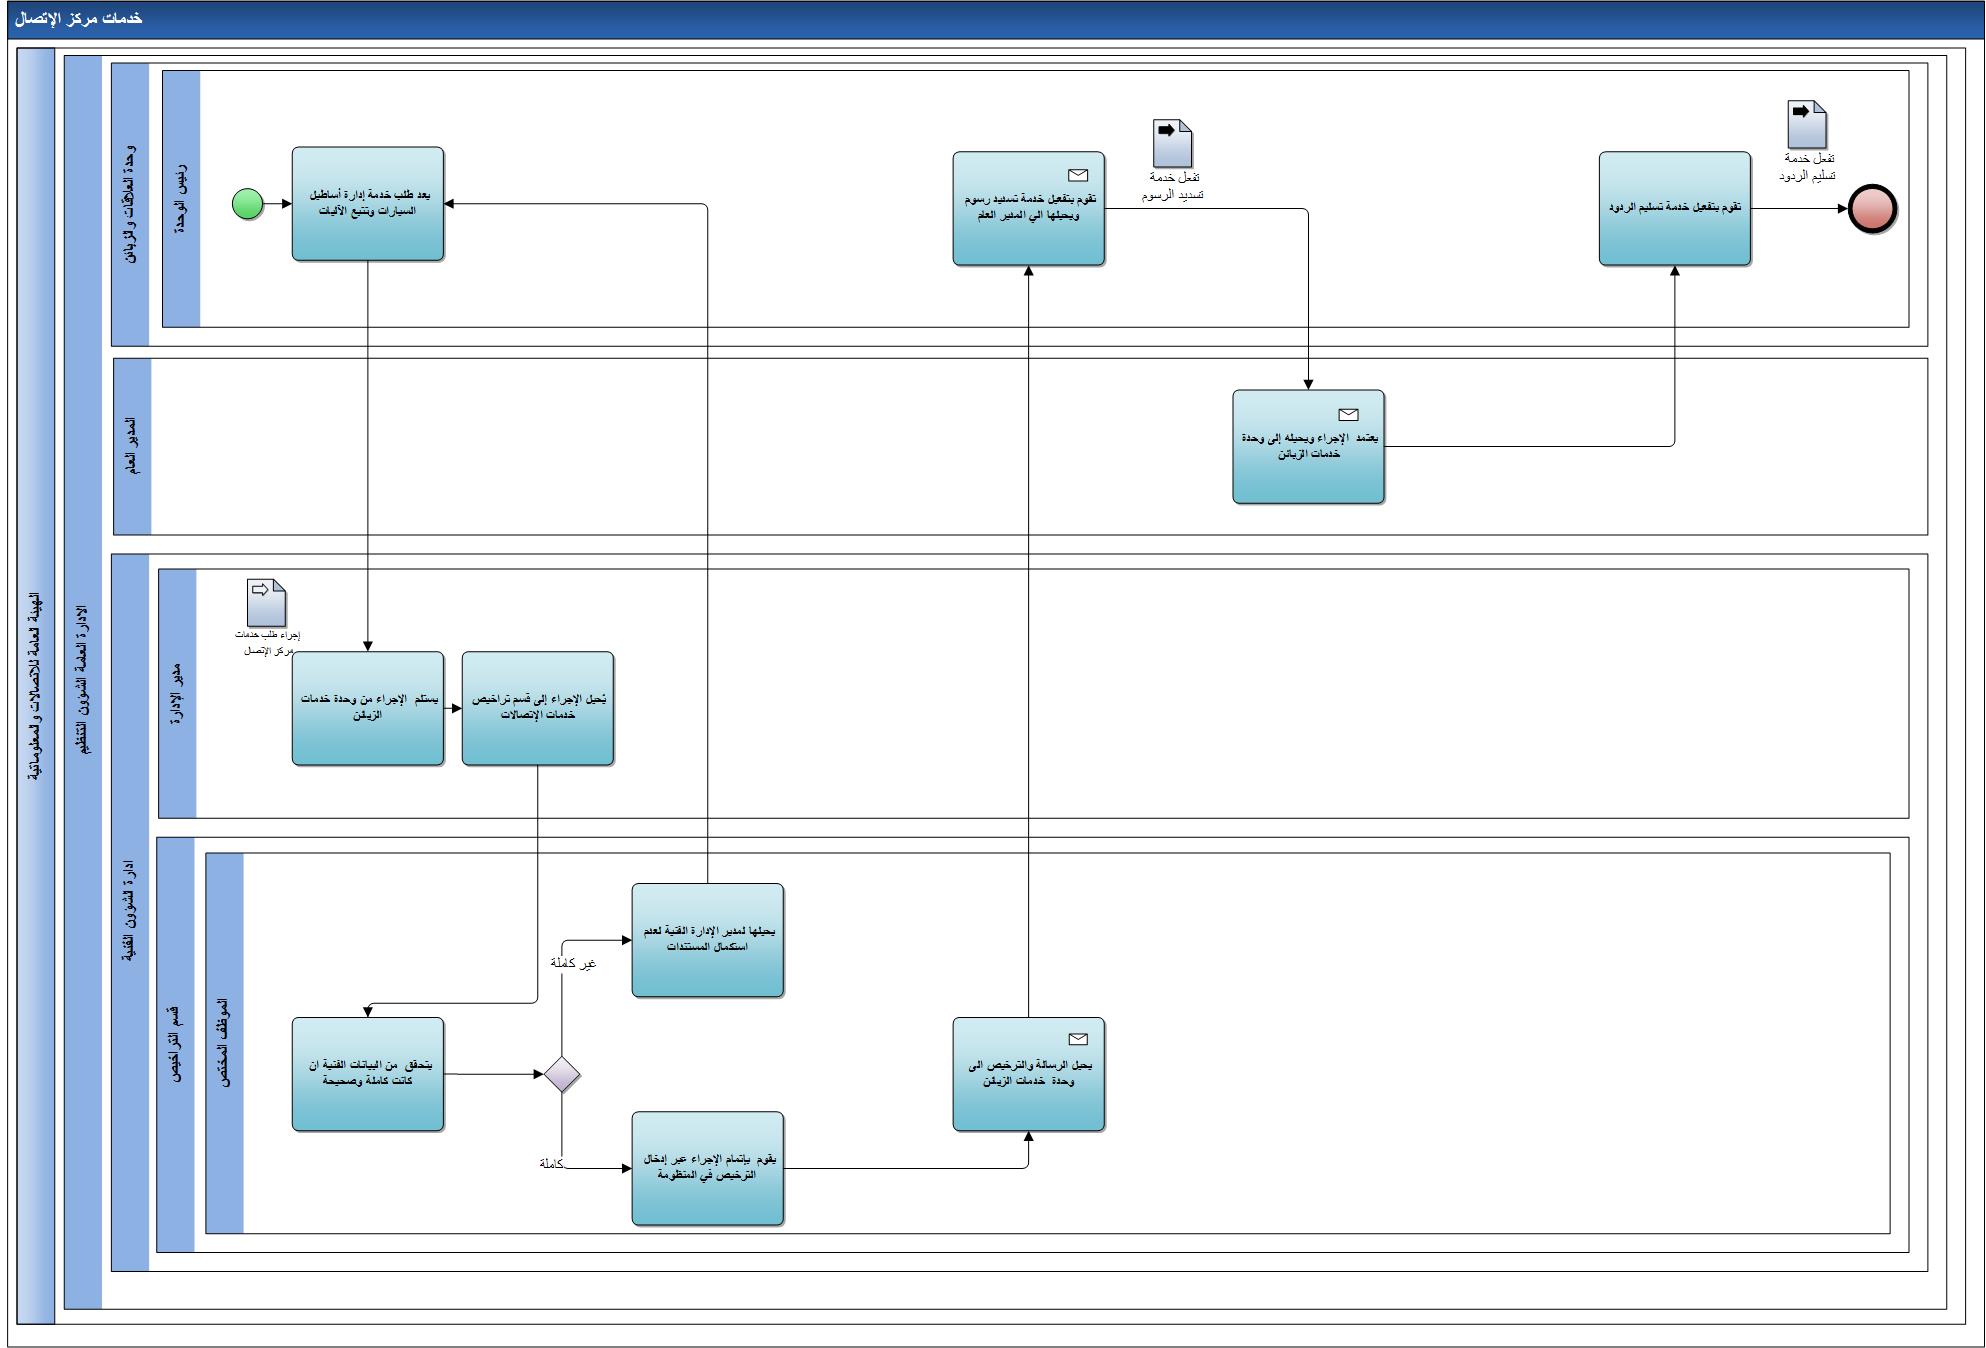 خدمات مركز الإتصال
الهيئة العامة للاتصالات والمعلوماتية
الادارة العامة الشؤون التنظيم
وحدة العلاقات والزبائن
رئيس الوحدة
يعد طلب خدمة إدارة أساطيل
السيارات وتتبع الآليات
تقوم بتفعيل خدمة تسديد رسوم
ويحيلها الي المدير العام
تفعل خدمة
تسديد الرسوم
تقوم بتفعيل خدمة تسليم الردود
تفعل خدمة
تسليم الردود
المدير العام
يعتمد الإجراء ويحيله إلى وحدة
خدمات الزبائن
ادارة الشؤون الفنية
مدير الإدارة
إجراء طلب خدمات
مركز الإتصال
يستلم الإجراء من وحدة خدمات
الزبائن
يُحيل الإجراء إلى قسم تراخيص
خدمات الإتصالات
قسم التراخيص
الموظف المختص
يتحقق من البيانات الفنية ان
كانت كاملة وصحيحة
غير كاملة
يحيلها لمدير الإدارة الفنية لعدم
استكمال المستندات
كاملة
يقوم بإتمام الإجراء عبر إدخال
الترخيص في المنظومة
يحيل الرسالة والترخيص الى
وحدة خدمات الزبائن